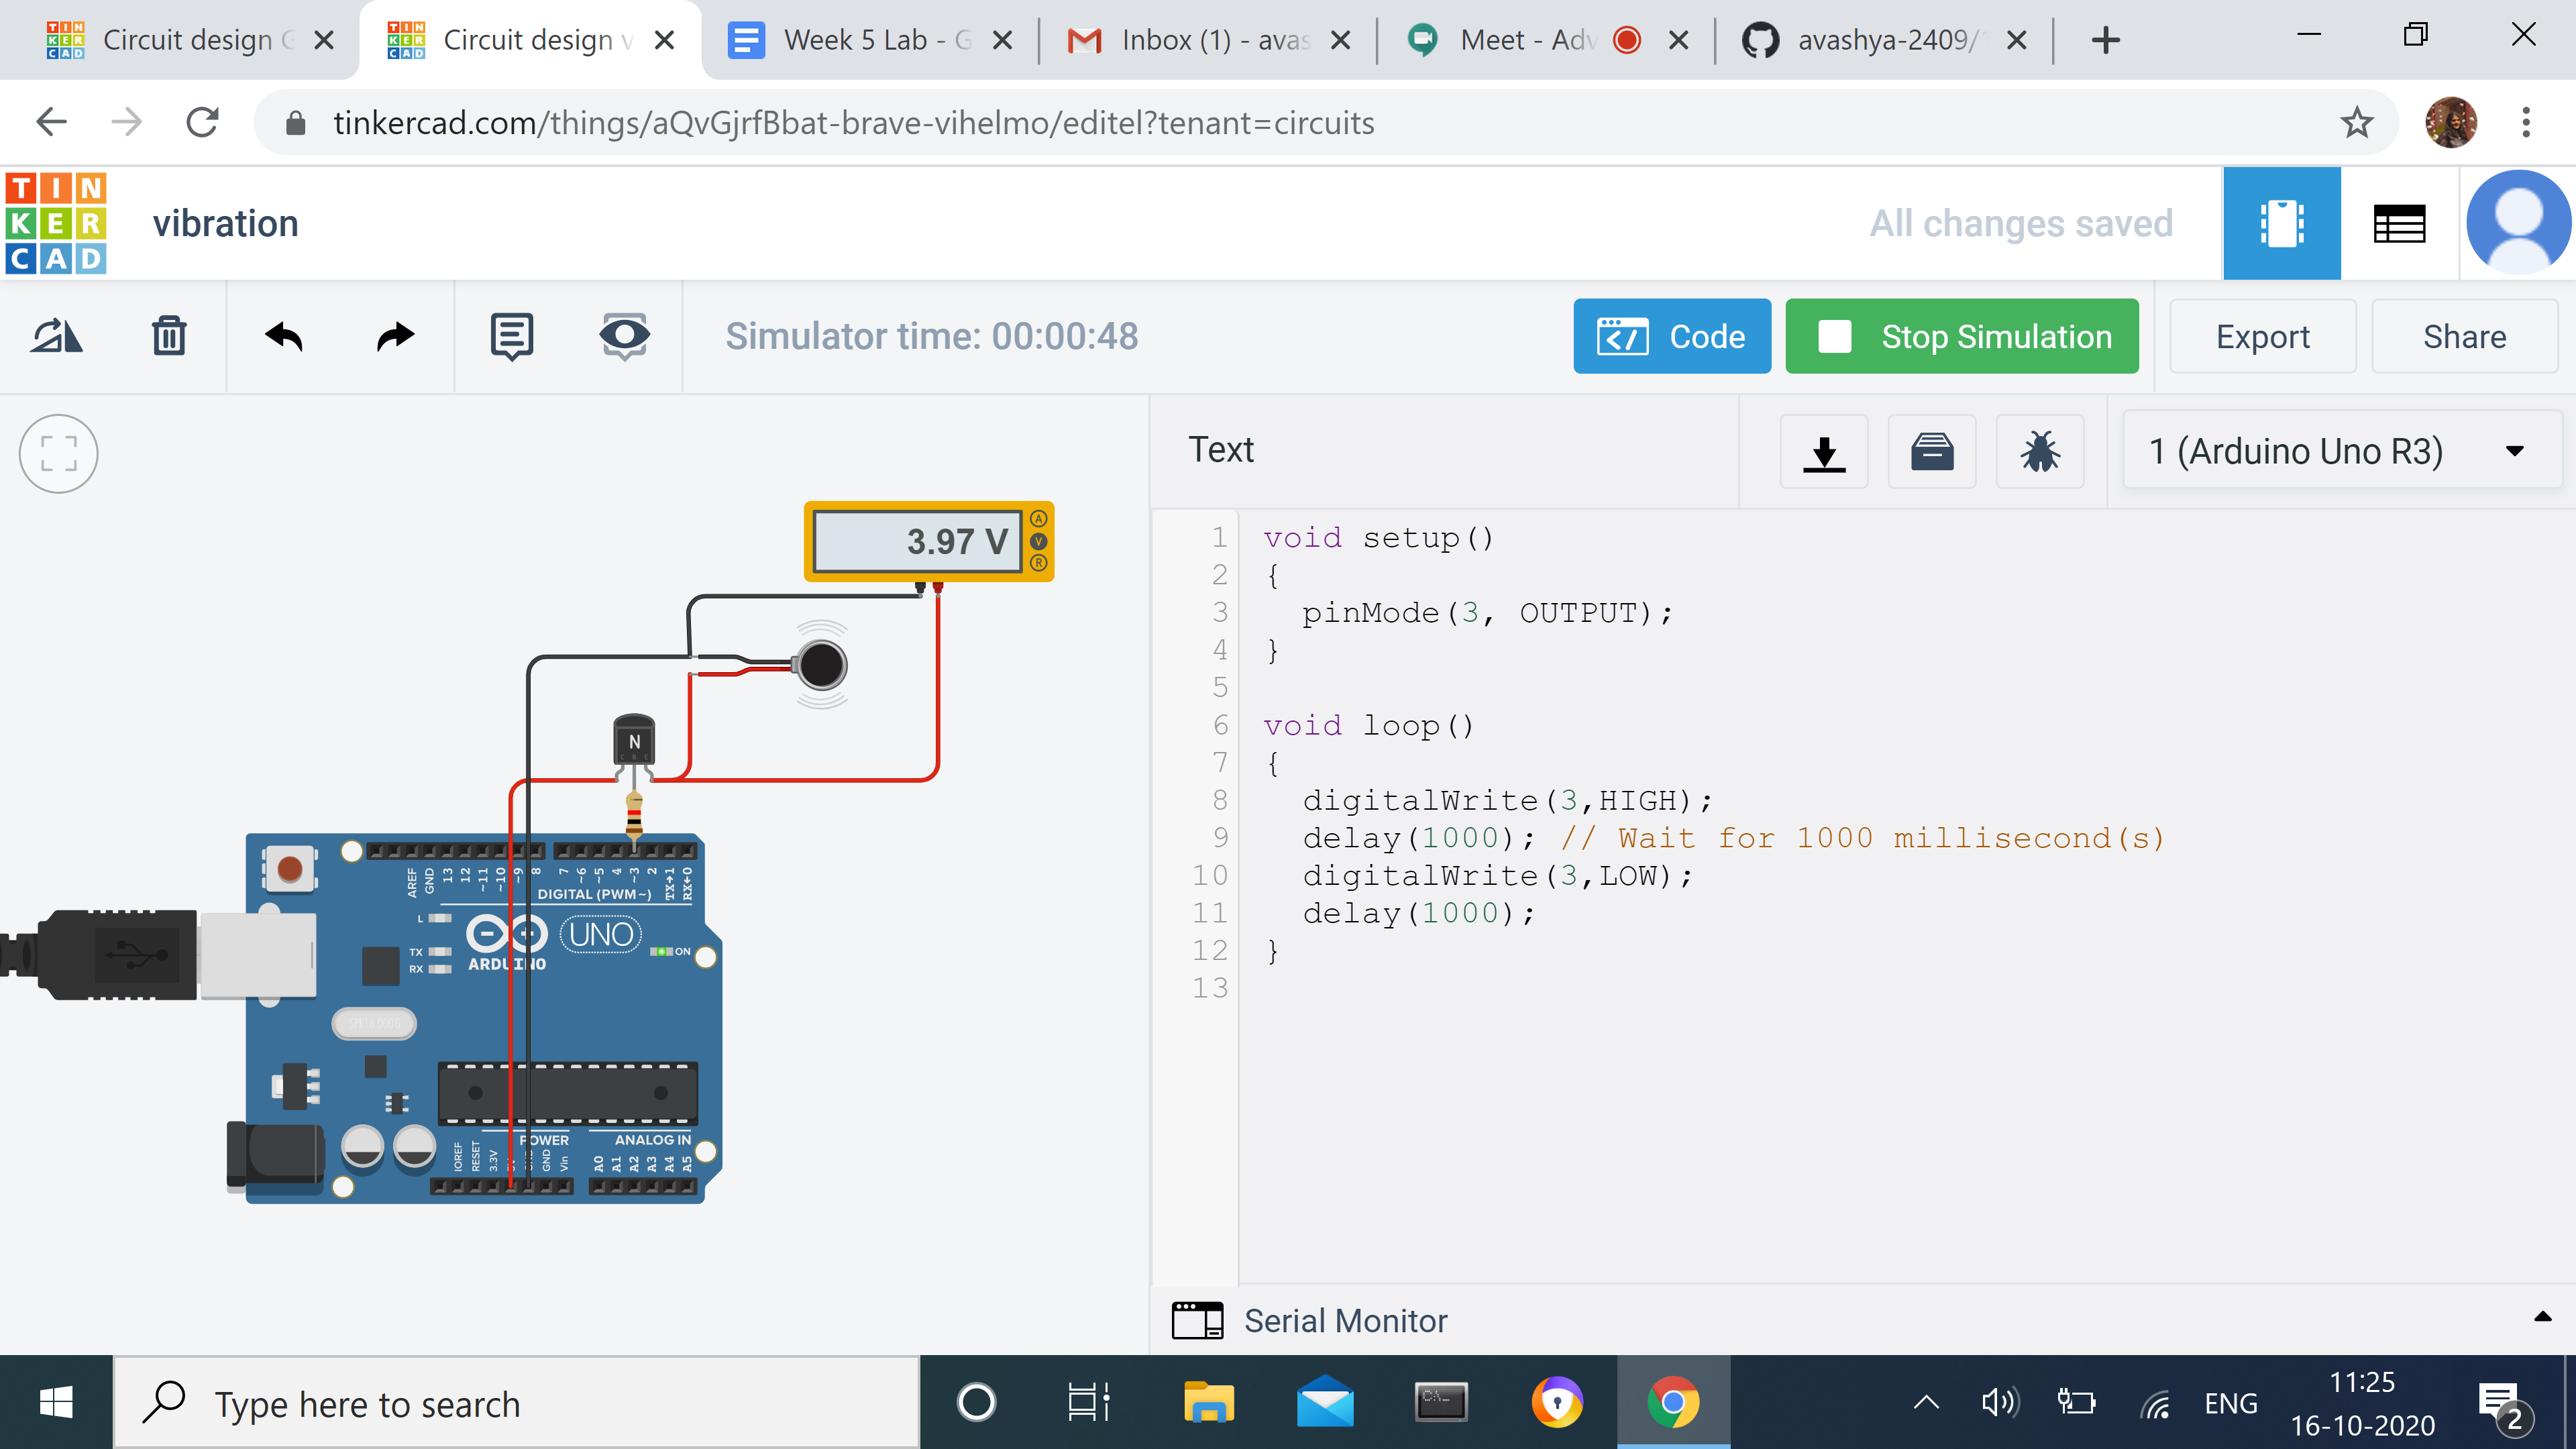 Circuit design G
Circuit design v
Week 5 Lab - G
Inbox (1) - avas
Meet - Adv
avashya-2409/
tinkercad.com/things/aQvGjrfBbat-brave-vihelmo/editel?tenant=circuits
TIN
KER
CAD
vibration
All changes saved
Simulator time: 00:00:48
Code
Stop Simulation
Export
Share
Text
1 (Arduino Uno R3)
3.97 V
A
V
R
N
1 void setup()
2 {
3 pinMode(3, OUTPUT);
4 }
5
6 void loop()
7 {
8 digitalWrite(3,HIGH);
9 delay(1000); // Wait for 1000 millisecond(s)
10 digitalWrite(3,LOW);
11 delay(1000);
12 }
13
AREF GND 13 12 ~11 ~10 ~9 8 7 ~6 ~5 4 ~3 2 TX→1 RX←0
DIGITAL (PWM~)
L
TX
RX
ARDUINO
UNO
ON
POWER
ANALOG IN
IOREF RESET 3.3V GND Vin A0 A1 A2 A3 A4 A5
Serial Monitor
Type here to search
ENG
11:25
16-10-2020
2